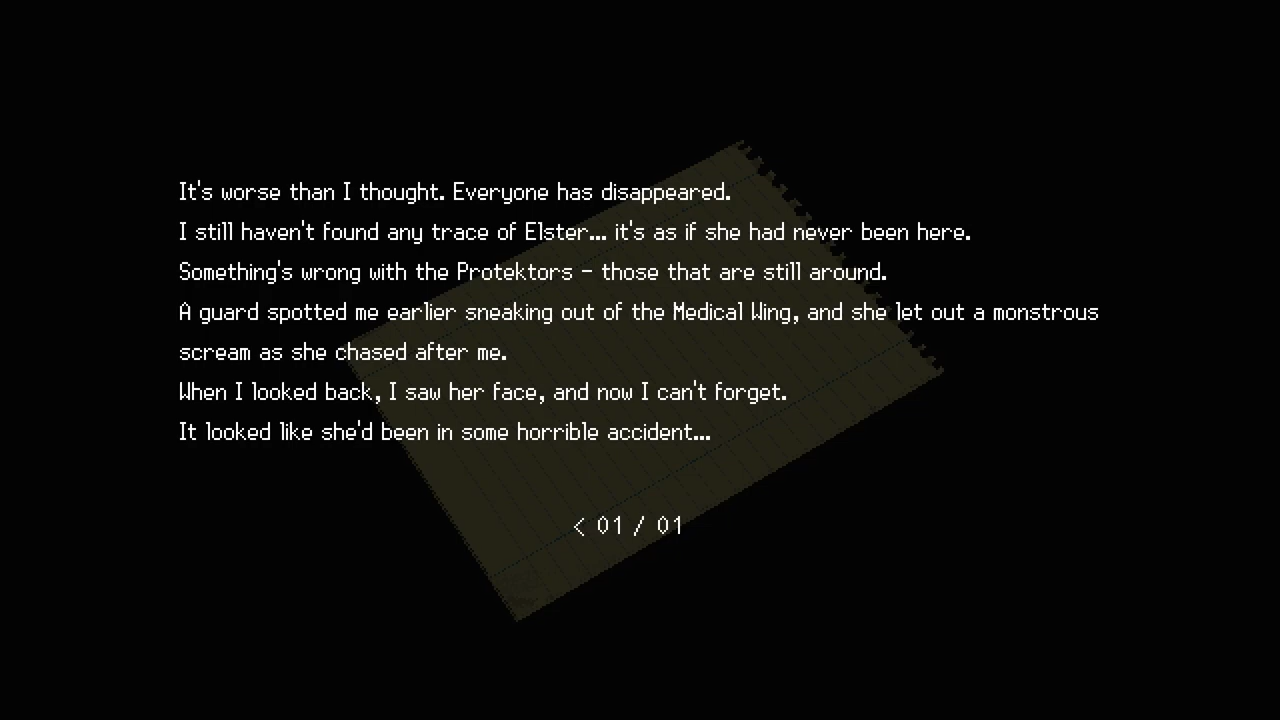 It's worse than I thought. Everyone has disappeared.
I still haven't found any trace of Elster... it's as if she had never been here.
Something's wrong with the Protektors - those that are still around.
A guard spotted me earlier sneaking out of the Medical Wing, and she let out a monstrous
scream as she chased after me.
When I looked back, I saw her face, and now I can't forget.
It looked like she'd been in some horrible accident...
< 01 / 01